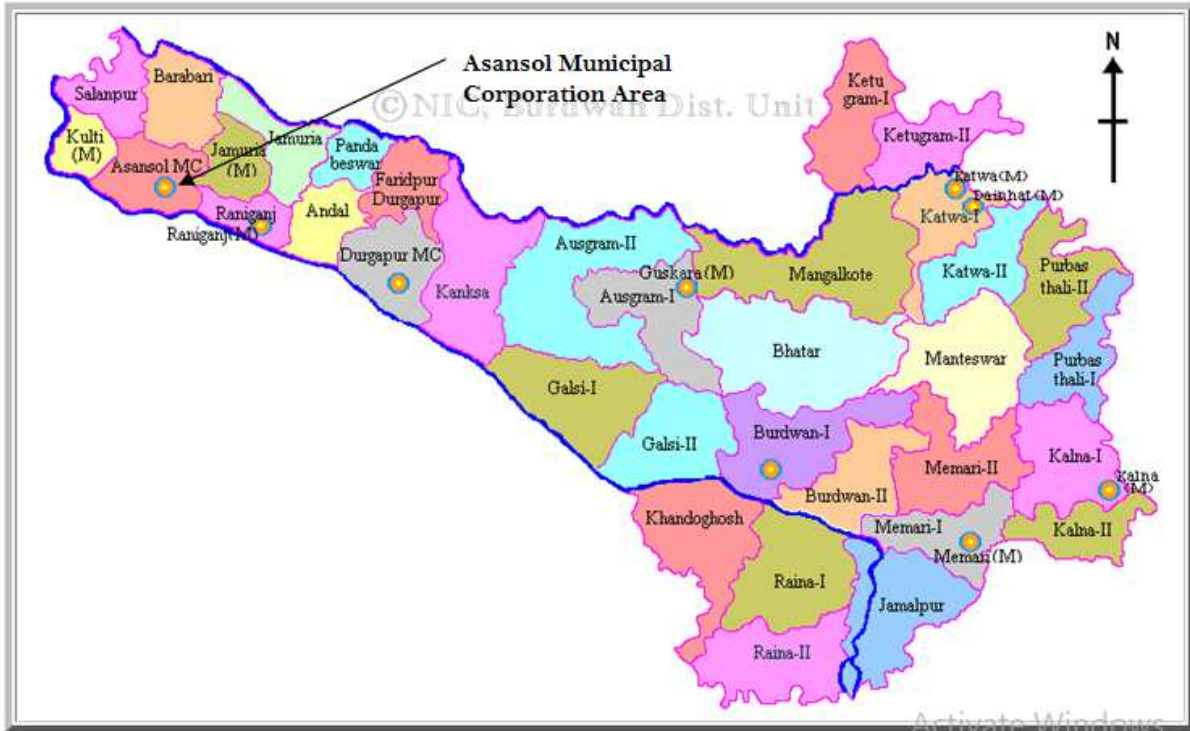 Asansol Municipal
Corporation Area
N
©NIC, Burdwan Dist. Unit
Barabari
Salanpur
Kulti
(M)
Asansol MC
Jamuria
(M)
Jamuria
Panda
beswar
Faridpur
Durgapur
Raniganj
Raniganj(M)
Andal
Durgapur MC
Kanksa
Ausgram-II
Guskara(M)
Ausgram-I
Mangalkote
Ketu
gram-I
Ketugram-II
Katwa(M)
Dainhat(M)
Katwa-I
Katwa-II
Purbas
thali-II
Bhatar
Manteswar
Purbas
thali-I
Galsi-I
Galsi-II
Burdwan-I
Burdwan-II
Memari-II
Kalna-I
Kalna
(M)
Kalna-II
Memari-I
Memari(M)
Khandoghosh
Raina-I
Jamalpur
Raina-II
Activate Windows